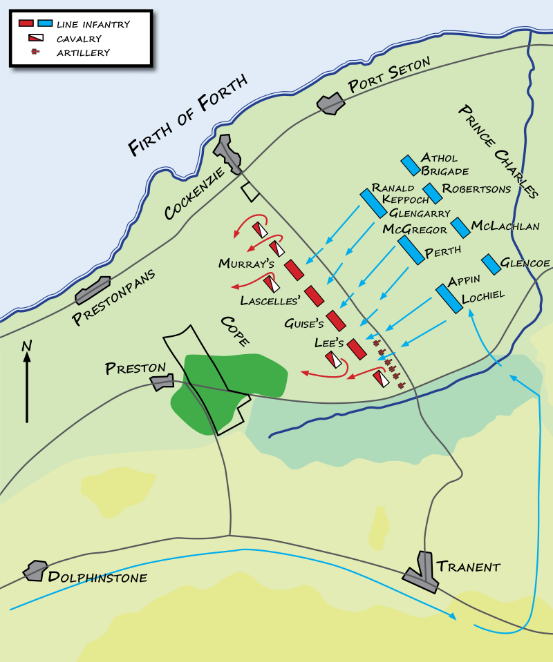 LINE INFANTRY
CAVALRY
ARTILLERY
FIRTH OF FORTH
PORT SETON
PRINCE CHARLES
COCKENZIE
ATHOL
BRIGADE
RANALD
KEPPOCH
GLENGARRY
ROBERTSONS
MCGREGOR
PERTH
MCLACHLAN
GLENCOE
APPIN
LOCHIEL
MURRAY'S
LASCELLES'
GUISE'S
LEE'S
COPE
PRESTONPANS
N
PRESTON
DOLPHINSTONE
TRANENT